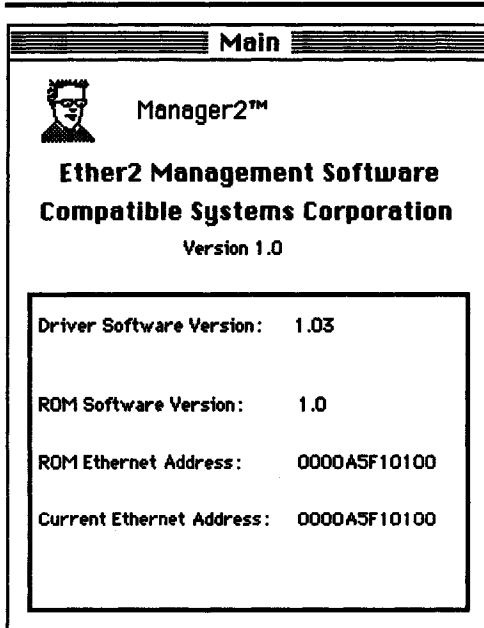 Main
Manager2™
Ether2 Management Software
Compatible Systems Corporation
Version 1.0
Driver Software Version: 1.03
ROM Software Version: 1.0
ROM Ethernet Address: 0000A5F10100
Current Ethernet Address: 0000A5F10100